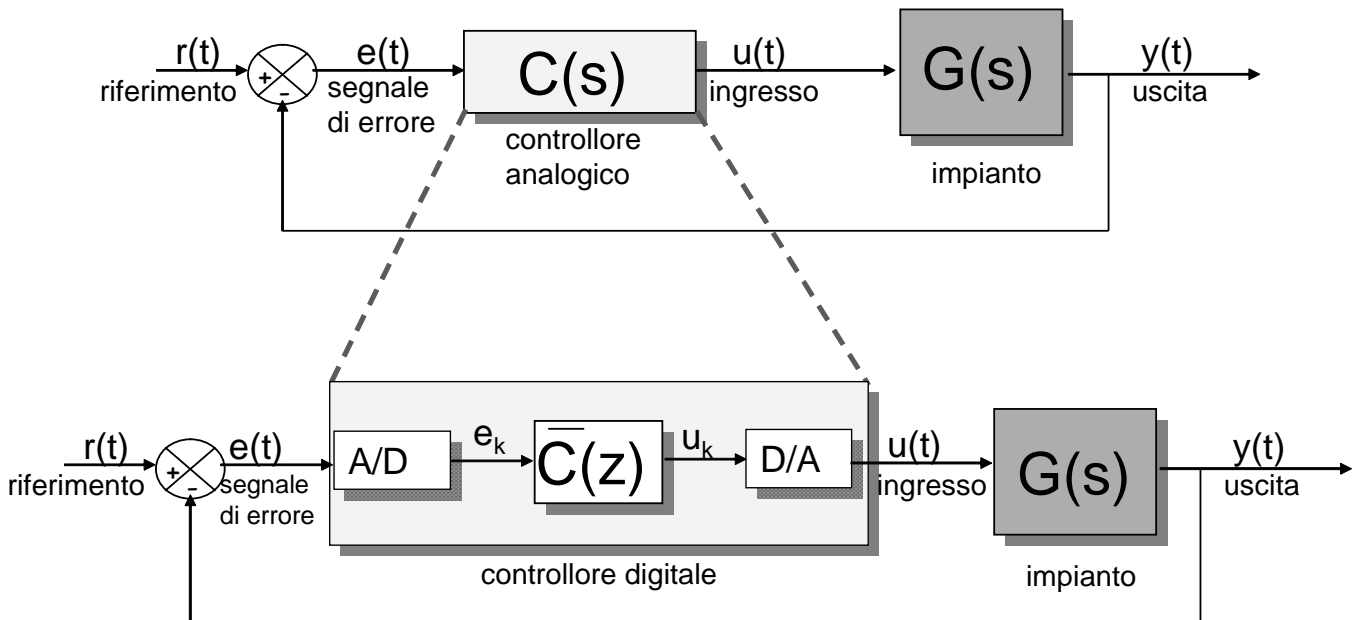 r(t)
riferimento
+
-
e(t)
segnale
di errore
C(s)
controllore
analogico
u(t)
ingresso
G(s)
impianto
y(t)
uscita
r(t)
riferimento
+
-
e(t)
segnale
di errore
A/D
e_k
C̅(z)
u_k
D/A
controllore digitale
u(t)
ingresso
G(s)
impianto
y(t)
uscita